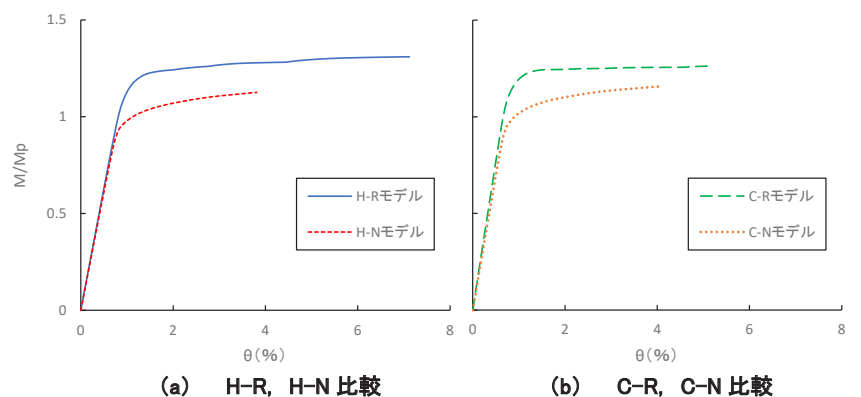 1.5
1
0.5
0
M/Mp
0 2 4 6 8
θ(%)
H-Rモデル
H-Nモデル
(a) H-R, H-N 比較
0 2 4 6 8
θ(%)
C-Rモデル
C-Nモデル
(b) C-R, C-N 比較